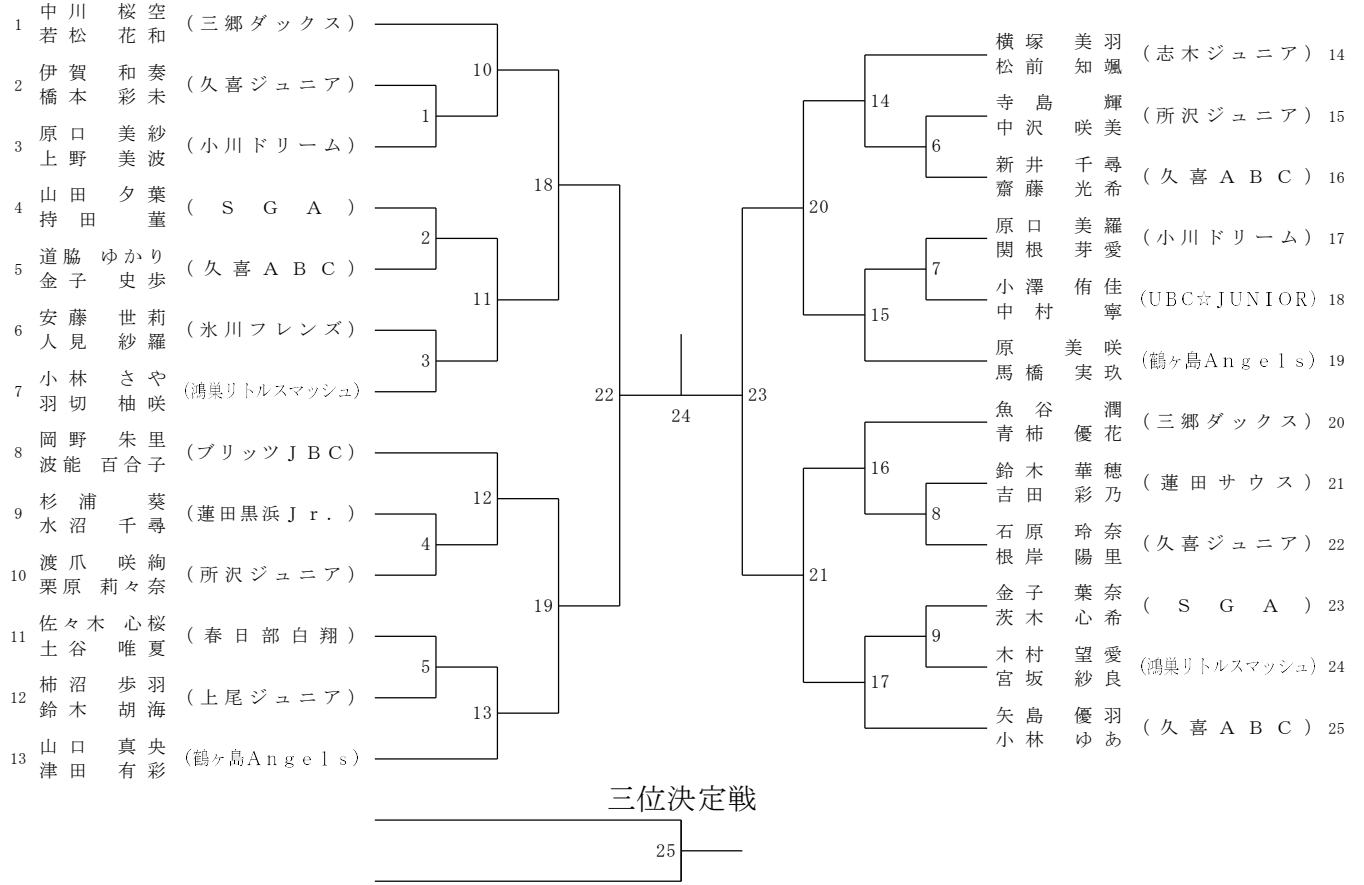 1 中川 桜空 (三郷ダックス)
若松 花和
2 伊賀 和奏 (久喜ジュニア)
橋本 彩未
3 原口 美紗 (小川ドリーム)
上野 美波
4 山田 夕葉 (SGA)
持田 菫
5 道脇 ゆかり (久喜ABC)
金子 史歩
6 安藤 世莉 (氷川フレンズ)
人見 紗羅
7 小林 さや (鴻巣リトルスマッシュ)
羽切 柚咲
8 岡野 朱里 (ブリッツJBC)
波能 百合子
9 杉浦 葵 (蓮田黒浜Jr.)
水沼 千尋
10 渡爪 咲絢 (所沢ジュニア)
栗原 莉々奈
11 佐々木 心桜 (春日部白翔)
土谷 唯夏
12 柿沼 歩羽 (上尾ジュニア)
鈴木 胡海
13 山口 真央 (鶴ヶ島Angels)
津田 有彩
10
1
18
2
11
3
22
12
4
19
5
13
24
23
14
6
20
7
15
16
8
21
9
17
横塚 美羽 (志木ジュニア) 14
松前 知颯
寺島 輝 (所沢ジュニア) 15
中沢 咲美
新井 千尋 (久喜ABC) 16
齋藤 光希
原口 美羅 (小川ドリーム) 17
関根 芽愛
小澤 侑佳 (UBC☆JUNIOR) 18
中村 寧
原 美咲 (鶴ヶ島Angels) 19
馬橋 実玖
魚谷 潤 (三郷ダックス) 20
青柿 優花
鈴木 華穂 (蓮田サウス) 21
吉田 彩乃
石原 玲奈 (久喜ジュニア) 22
根岸 陽里
金子 葉奈 (SGA) 23
茨木 心希
木村 望愛 (鴻巣リトルスマッシュ) 24
宮坂 紗良
矢島 優羽 (久喜ABC) 25
小林 ゆあ
三位決定戦
25